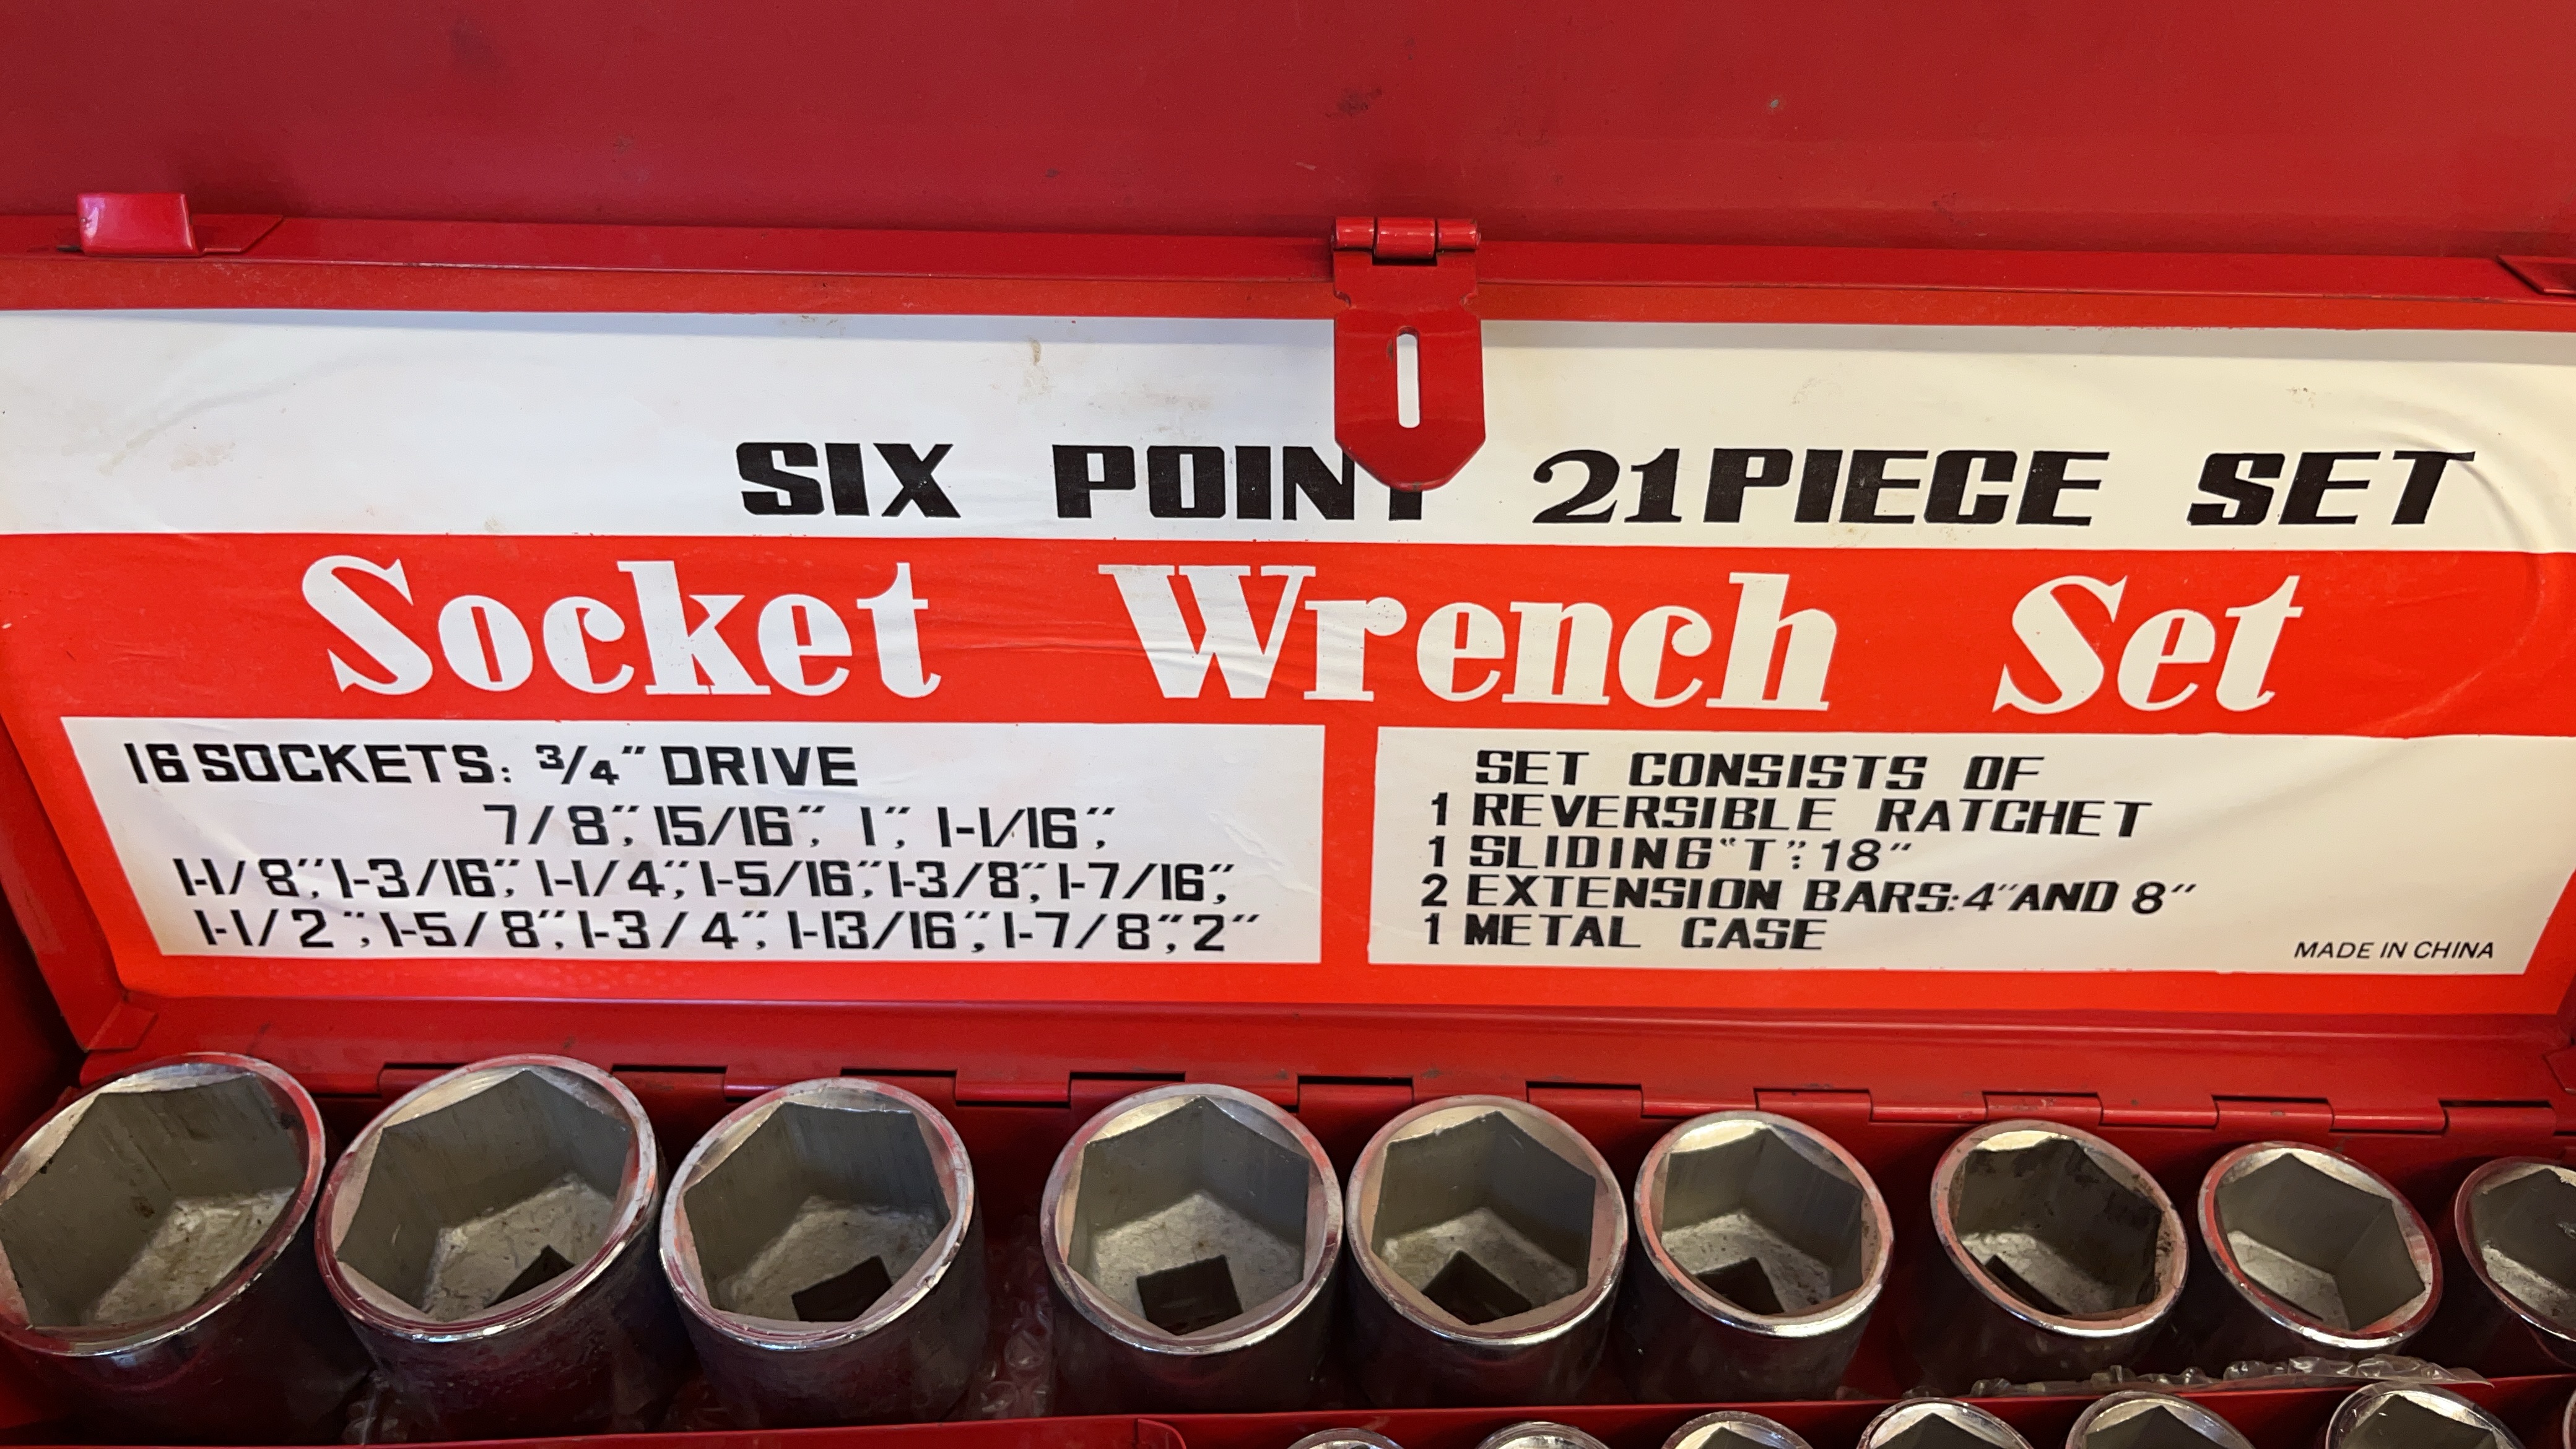 SIX POINT 21 PIECE SET
Socket Wrench Set
16 SOCKETS: 3/4" DRIVE
7/8", 15/16", 1", 1-1/16",
1-1/8", 1-3/16", 1-1/4", 1-5/16", 1-3/8", 1-7/16",
1-1/2", 1-5/8", 1-3/4", 1-13/16", 1-7/8", 2"
SET CONSISTS OF
1 REVERSIBLE RATCHET
1 SLIDING "T": 18"
2 EXTENSION BARS: 4" AND 8"
1 METAL CASE
MADE IN CHINA